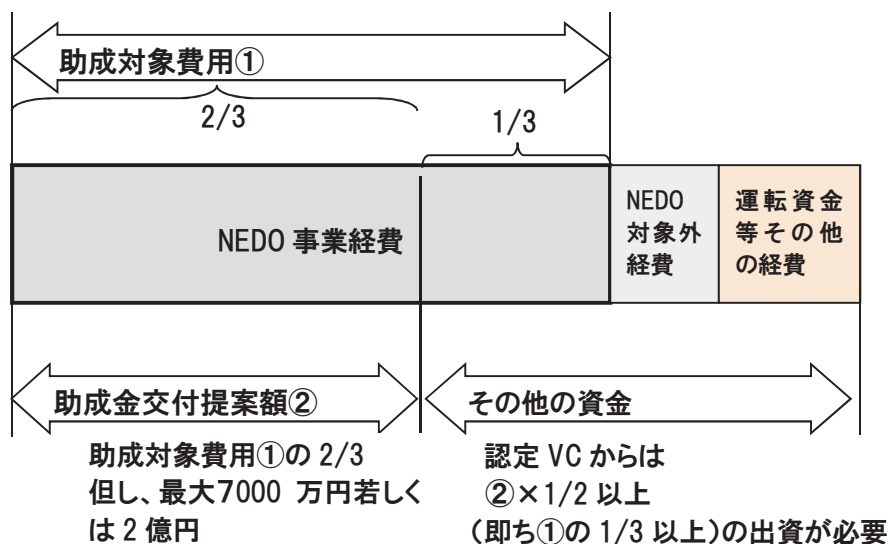 助成対象費用①
2/3
1/3
NEDO 事業経費
NEDO
対象外
経費
運転資金
等その他
の経費
助成金交付提案額②
その他の資金
助成対象費用①の 2/3
但し、最大7000 万円若しく
は 2 億円
認定 VC からは
②×1/2 以上
（即ち①の 1/3 以上）の出資が必要